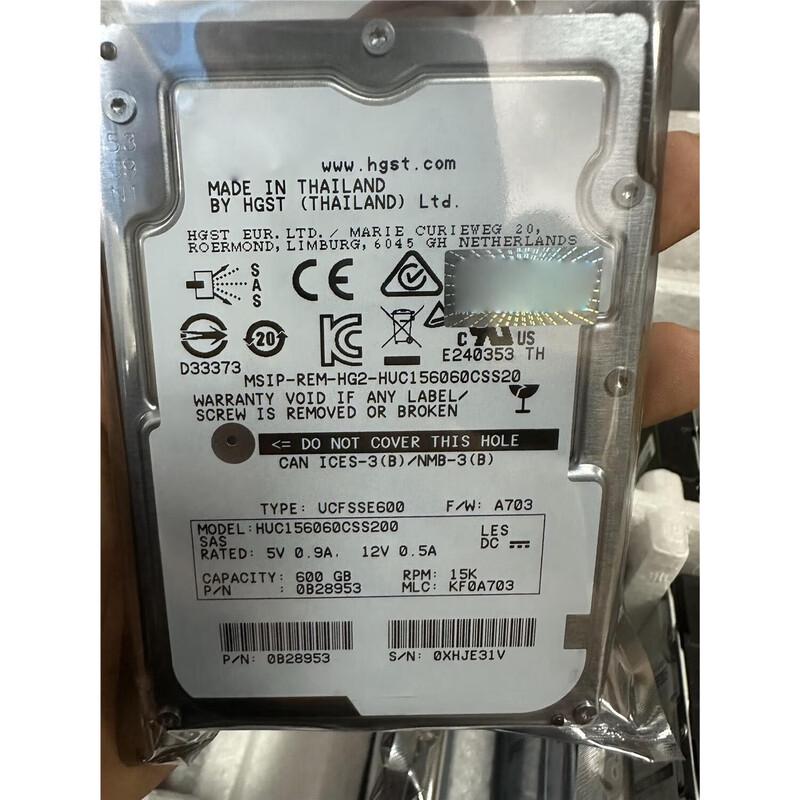 www.hgst.com
MADE IN THAILAND
BY HGST (THAILAND) Ltd.
HGST EUR.LTD./ MARIE CURIEWEG 20,
ROERMOND,LIMBURG,6045 GH NETHERLANDS
SAS
CE
20
D33373
C US
E240353 TH
MSIP-REM-HG2-HUC156060CSS20
WARRANTY VOID IF ANY LABEL/
SCREW IS REMOVED OR BROKEN
<= DO NOT COVER THIS HOLE
CAN ICES-3(B)/NMB-3(B)
TYPE: UCFSSE600 F/W: A703
MODEL:HUC156060CSS200 LES
SAS DC
RATED: 5V 0.9A, 12V 0.5A
CAPACITY: 600 GB RPM: 15K
P/N : 0B28953 MLC: KF0A703
P/N: 0B28953 S/N: 0XHJE31V